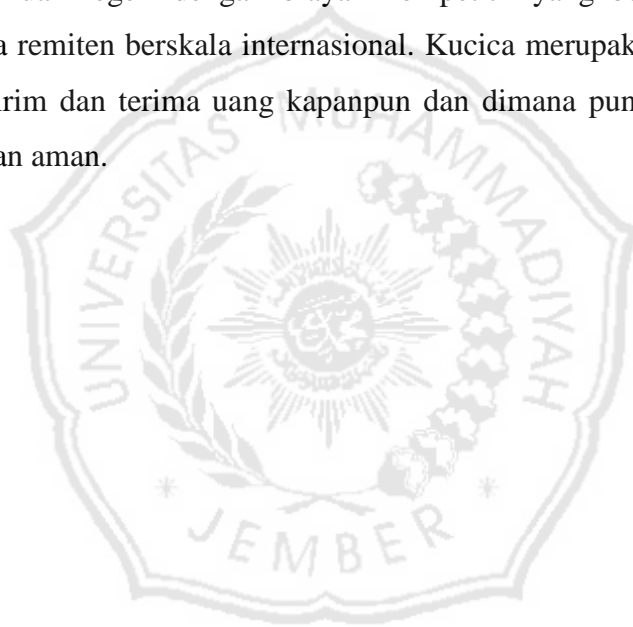 a remiten berskala internasional. Kucica merupak
rim dan terima uang kapanpun dan dimana pun
an aman.
UNIVERSITAS MUHAMMADIYAH
JEMBER